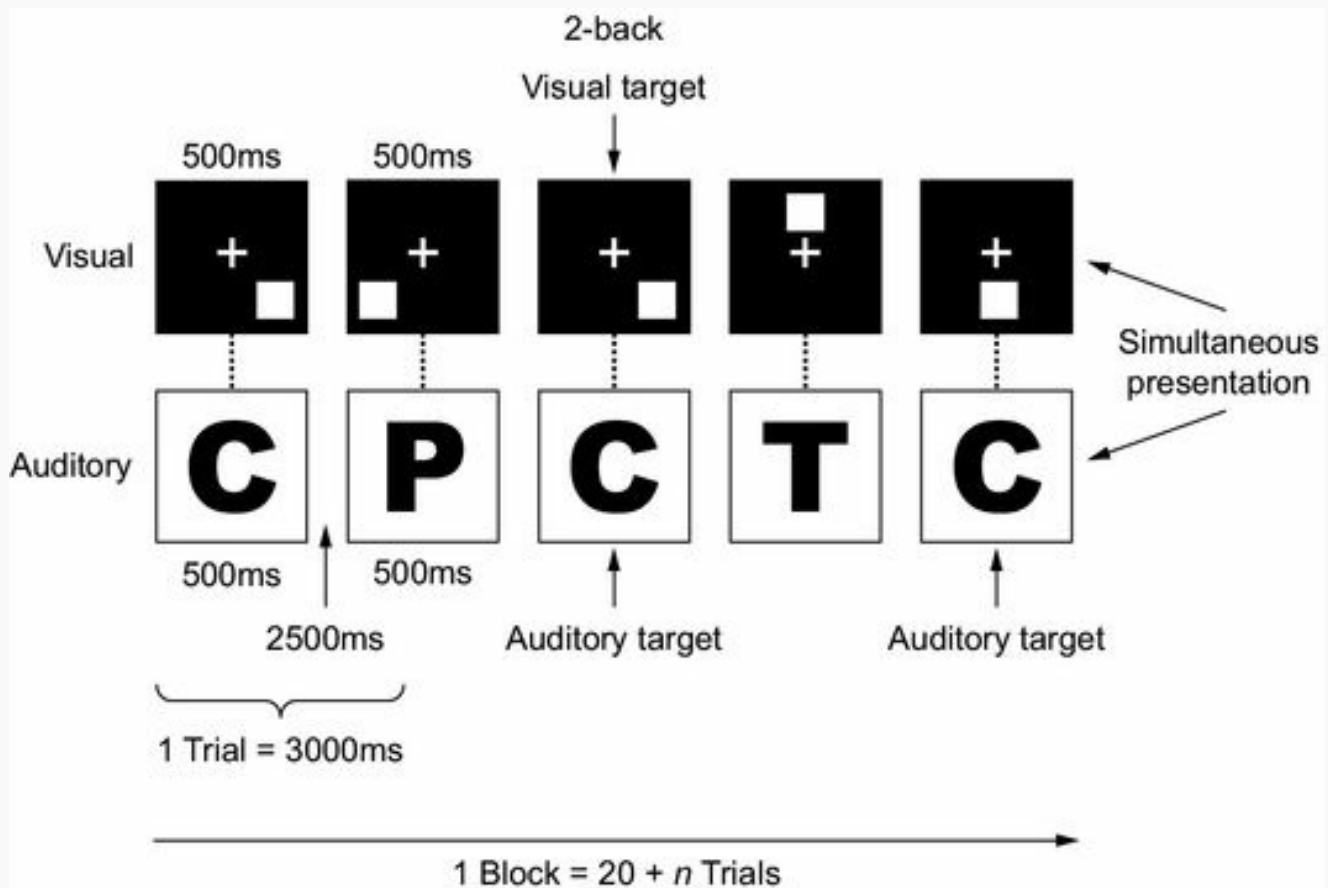 2-back
Visual target
500ms 500ms
Visual
Simultaneous
presentation
C P C T C
Auditory
500ms 500ms
2500ms Auditory target Auditory target
1 Trial = 3000ms
1 Block = 20 + n Trials